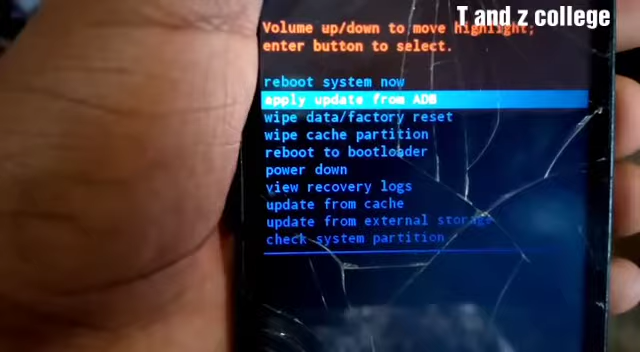 T and z college
Volume up/down to move highlight;
enter button to select.
reboot system now
apply update from ADB
wipe data/factory reset
wipe cache partition
reboot to bootloader
power down
view recovery logs
update from cache
update from external storage
check system partition